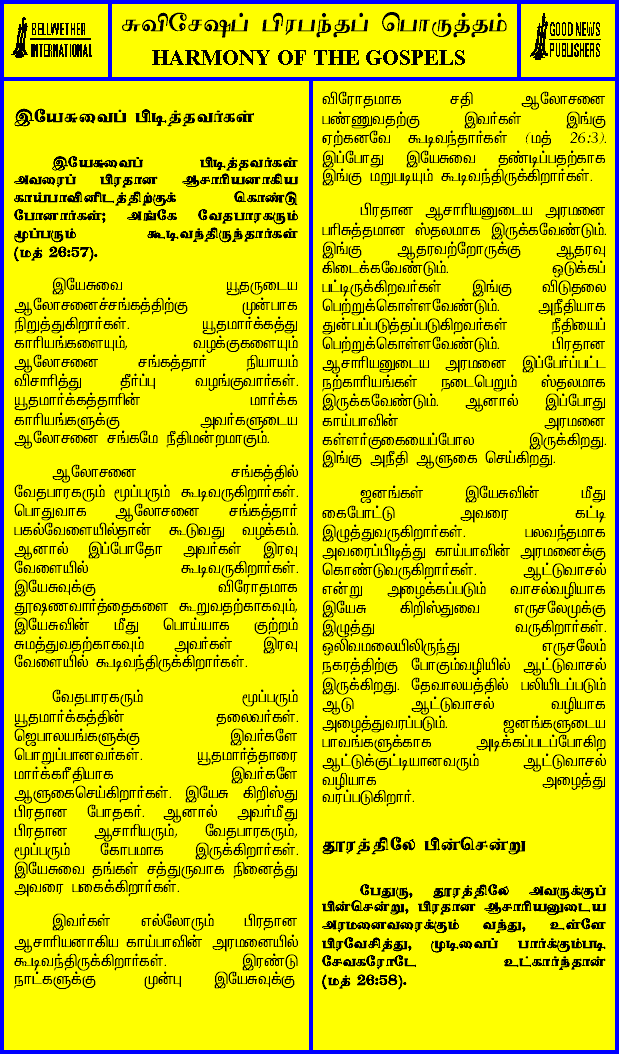 BELLWETHER
INTERNATIONAL
சுவிசேஷப் பிரபந்தப் பொருத்தம்
HARMONY OF THE GOSPELS
GOOD NEWS
PUBLISHERS
இயேசுவைப் பிடித்தவர்கள்
இயேசுவைப் பிடித்தவர்கள்
அவரைப் பிரதான ஆசாரியனாகிய
காய்பாவினிடத்திற்குக் கொண்டு
போனார்கள்; அங்கே வேதபாரகரும்
மூப்பரும் கூடிவந்திருந்தார்கள்
(மத் 26:57).
இயேசுவை யூதருடைய
ஆலோசனைச்சங்கத்திற்கு முன்பாக
நிறுத்துகிறார்கள். யூதமார்க்கத்து
காரியங்களையும், வழக்குகளையும்
ஆலோசனை சங்கத்தார் நியாயம்
விசாரித்து தீர்ப்பு வழங்குவார்கள்.
யூதமார்க்கத்தாரின் மார்க்க
காரியங்களுக்கு அவர்களுடைய
ஆலோசனை சங்கமே நீதிமன்றமாகும்.
ஆலோசனை சங்கத்தில்
வேதபாரகரும் மூப்பரும் கூடிவருகிறார்கள்.
பொதுவாக ஆலோசனை சங்கத்தார்
பகல்வேளையில்தான் கூடுவது வழக்கம்.
ஆனால் இப்போதோ அவர்கள் இரவு
வேளையில் கூடிவருகிறார்கள்.
இயேசுவுக்கு விரோதமாக
தூஷணவார்த்தைகளை கூறுவதற்காகவும்,
இயேசுவின் மீது பொய்யாக குற்றம்
சுமத்துவதற்காகவும் அவர்கள் இரவு
வேளையில் கூடிவந்திருக்கிறார்கள்.
வேதபாரகரும் மூப்பரும்
யூதமார்க்கத்தின் தலைவர்கள்.
ஜெபாலயங்களுக்கு இவர்களே
பொறுப்பானவர்கள். யூதமார்த்தாரை
மார்க்கரீதியாக இவர்களே
ஆளுகைசெய்கிறார்கள். இயேசு கிறிஸ்து
பிரதான போதகர். ஆனால் அவர்மீது
பிரதான ஆசாரியரும், வேதபாரகரும்,
மூப்பரும் கோபமாக இருக்கிறார்கள்.
இயேசுவை தங்கள் சத்துருவாக நினைத்து
அவரை பகைக்கிறார்கள்.
இவர்கள் எல்லோரும் பிரதான
ஆசாரியனாகிய காய்பாவின் அரமனையில்
கூடிவந்திருக்கிறார்கள். இரண்டு
நாட்களுக்கு முன்பு இயேசுவுக்கு
விரோதமாக சதி ஆலோசனை
பண்ணுவதற்கு இவர்கள் இங்கு
ஏற்கனவே கூடிவந்தார்கள் (மத் 26:3).
இப்போது இயேசுவை தண்டிப்பதற்காக
இங்கு மறுபடியும் கூடிவந்திருக்கிறார்கள்.
பிரதான ஆசாரியனுடைய அரமனை
பரிசுத்தமான ஸ்தலமாக இருக்கவேண்டும்.
இங்கு ஆதரவற்றோருக்கு ஆதரவு
கிடைக்கவேண்டும். ஒடுக்கப்
பட்டிருக்கிறவர்கள் இங்கு விடுதலை
பெற்றுக்கொள்ளவேண்டும். அநீதியாக
துன்பப்படுத்தப்படுகிறவர்கள் நீதியைப்
பெற்றுக்கொள்ளவேண்டும். பிரதான
ஆசாரியனுடைய அரமனை இப்பேர்ப்பட்ட
நற்காரியங்கள் நடைபெறும் ஸ்தலமாக
இருக்கவேண்டும். ஆனால் இப்போது
காய்பாவின் அரமனை
கள்ளர்குகையைப்போல இருக்கிறது.
இங்கு அநீதி ஆளுகை செய்கிறது.
ஜனங்கள் இயேசுவின் மீது
கைபோட்டு அவரை கட்டி
இழுத்துவருகிறார்கள். பலவந்தமாக
அவரைப்பிடித்து காய்பாவின் அரமனைக்கு
கொண்டுவருகிறார்கள். ஆட்டுவாசல்
என்று அழைக்கப்படும் வாசல்வழியாக
இயேசு கிறிஸ்துவை எருசலேமுக்கு
இழுத்து வருகிறார்கள்.
ஒலிவமலையிலிருந்து எருசலேம்
நகரத்திற்கு போகும்வழியில் ஆட்டுவாசல்
இருக்கிறது. தேவாலயத்தில் பலியிடப்படும்
ஆடு ஆட்டுவாசல் வழியாக
அழைத்துவரப்படும். ஜனங்களுடைய
பாவங்களுக்காக அடிக்கப்படப்போகிற
ஆட்டுக்குட்டியானவரும் ஆட்டுவாசல்
வழியாக அழைத்து
வரப்படுகிறார்.
தூரத்திலே பின்சென்று
பேதுரு, தூரத்திலே அவருக்குப்
பின்சென்று, பிரதான ஆசாரியனுடைய
அரமனைவரைக்கும் வந்து, உள்ளே
பிரவேசித்து, முடிவைப் பார்க்கும்படி
சேவகரோடே உட்கார்ந்தான்
(மத் 26:58).